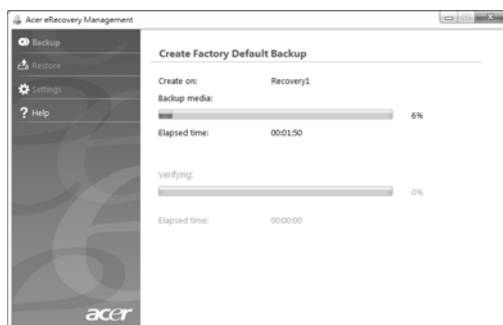 Acer eRecovery Management
Backup
Restore
Settings
Help
Create Factory Default Backup
Create on: Recovery1
Backup media:
6%
Elapsed time: 00:01:50
Verifying:
0%
Elapsed time: 00:00:00
acer